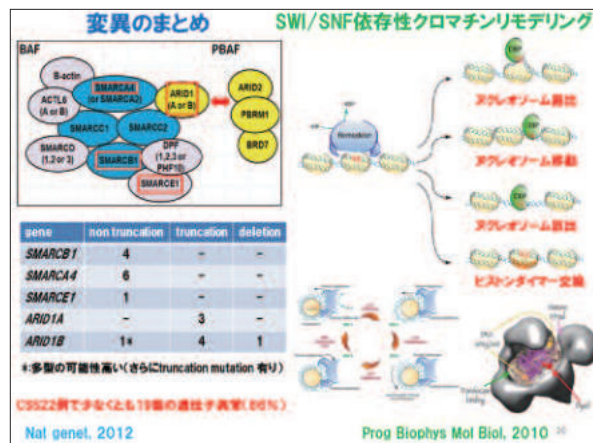 変異のまとめ
BAF
PBAF
B-actin
ACTL6
(A or B)
SMARCA4
(or SMARCA2)
ARID1
(A or B)
ARID2
PBRM1
BRD7
SMARCC1
SMARCC2
SMARCD
(1,2 or 3)
SMARCB1
DPF
(1,2,3 or
PHF10)
SMARCE1
gene non truncation truncation deletion
SMARCB1 4 - -
SMARCA4 6 - -
SMARCE1 1 - -
ARID1A - 3 -
ARID1B 1* 4 1
*:多型の可能性高い(さらにtruncation mutation 有り)
CSS22例で少なくとも19個の遺伝子異常(86%)
Nat genet, 2012
SWI/SNF依存性クロマチンリモデリング
Remodeler
DBP
ヌクレオソーム露出
ヌクレオソーム移動
DBP
ヌクレオソーム放出
ヒストンダイマー交換
Prog Biophys Mol Biol, 2010